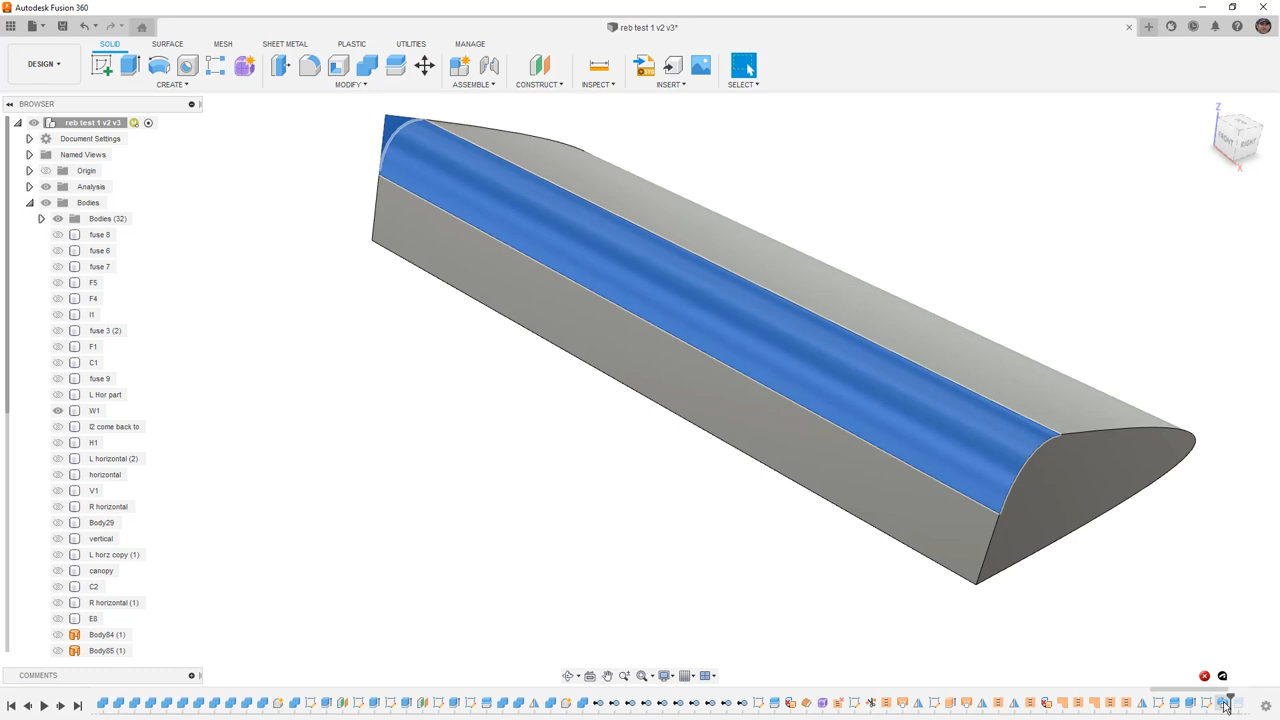 Autodesk Fusion 360
reb test 1 v2 v3*
DESIGN
SOLID SURFACE MESH SHEET METAL PLASTIC UTILITIES MANAGE
CREATE MODIFY ASSEMBLE CONSTRUCT INSPECT INSERT SELECT
BROWSER
reb test 1 v2 v3
Document Settings
Named Views
Origin
Analysis
Bodies
Bodies (32)
fuse 8
fuse 6
fuse 7
F5
F4
I1
fuse 3 (2)
F1
C1
fuse 9
L Hor part
W1
I2 come back to
H1
L horizontal (2)
horizontal
V1
R horizontal
Body29
vertical
L horz copy (1)
canopy
C2
R horizontal (1)
E8
Body84 (1)
Body85 (1)
COMMENTS
Z
FRONT
RIGHT
X